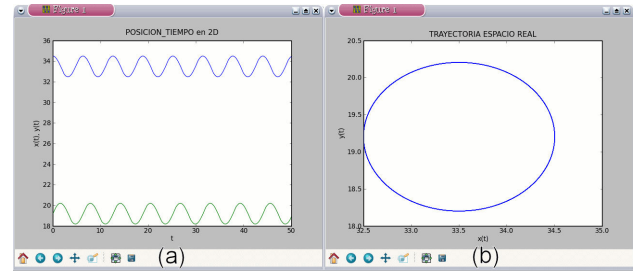 Figure 1
POSICION_TIEMPO en 2D
36
34
32
30
28
26
24
22
20
18
x(t), y(t)
0
10
20
30
40
50
t
(a)
Figure 1
TRAYECTORIA ESPACIO REAL
20.5
20.0
19.5
19.0
18.5
18.0
y(t)
32.5
33.0
33.5
34.0
34.5
35.0
x(t)
(b)